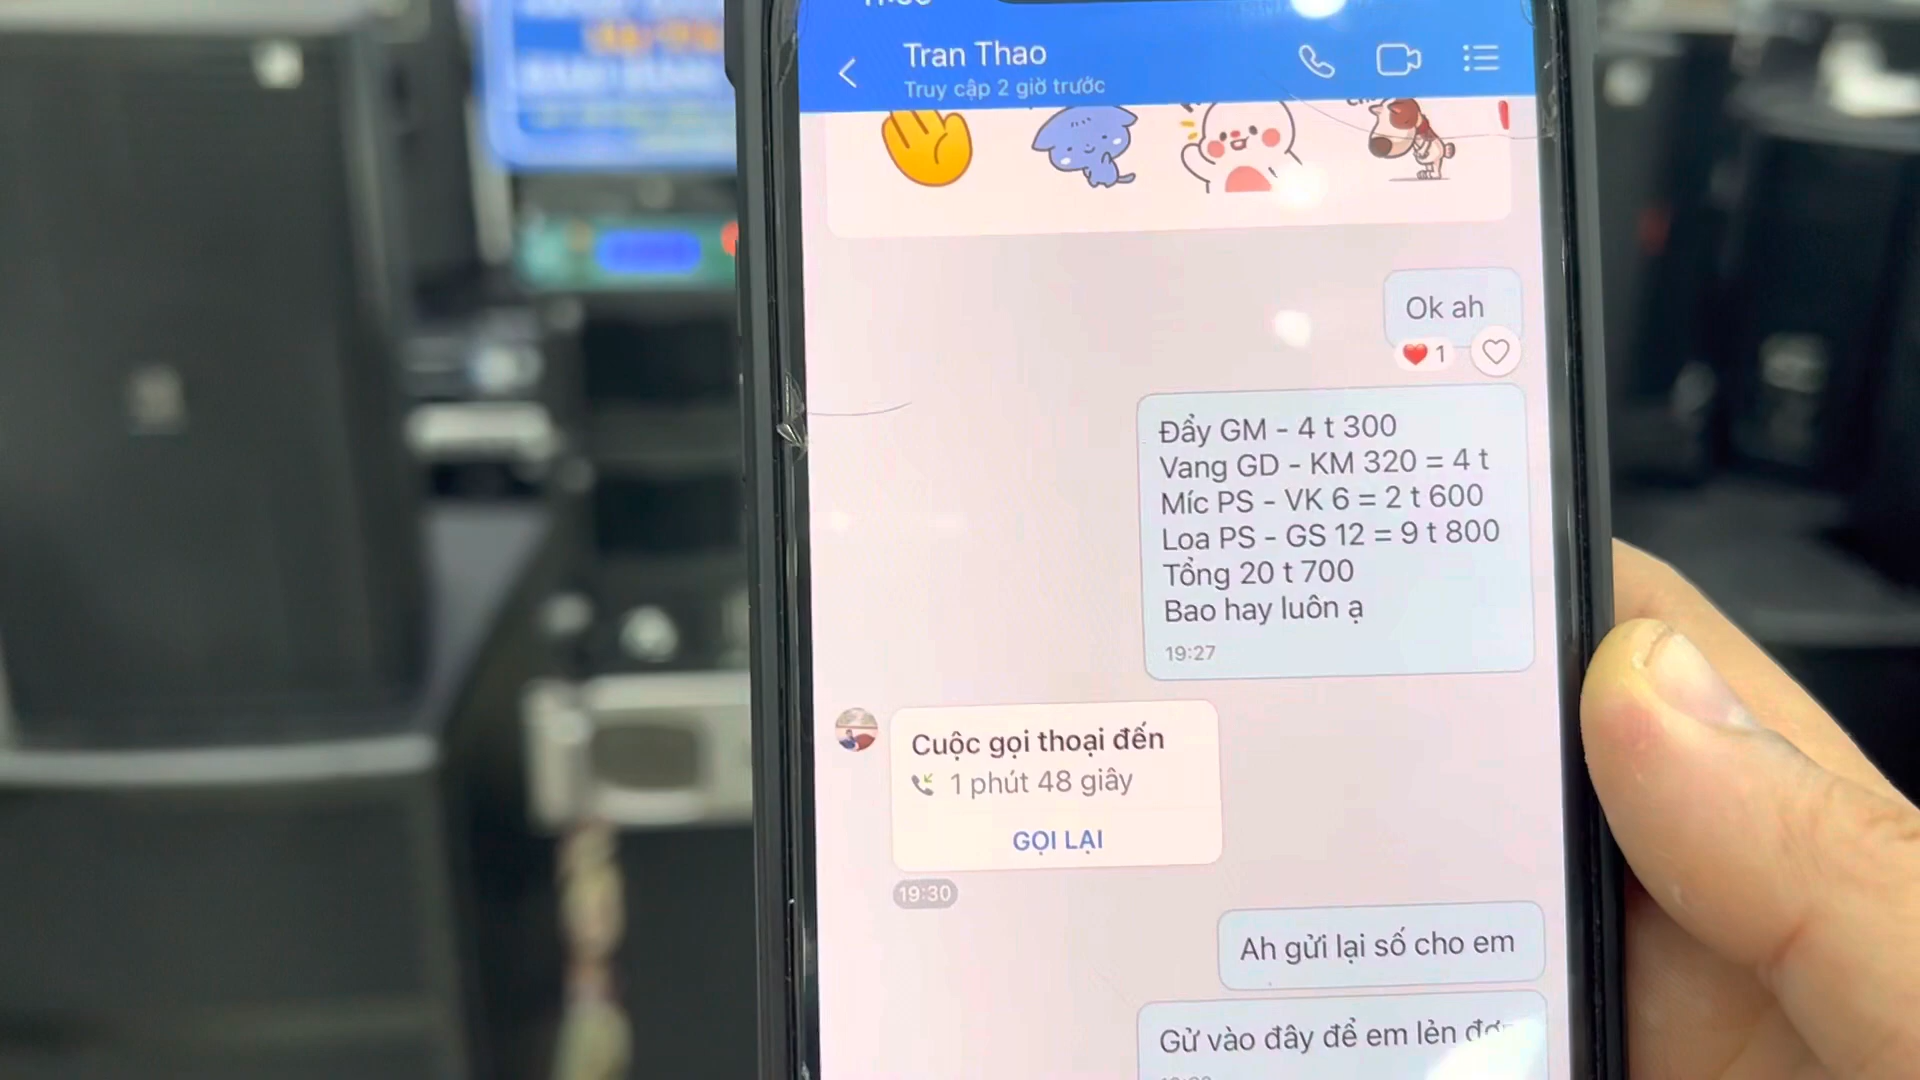 Tran Thao
Truy cập 2 giờ trước
Ok ah
1
Đẩy GM - 4 t 300
Vang GD - KM 320 = 4 t
Míc PS - VK 6 = 2 t 600
Loa PS - GS 12 = 9 t 800
Tổng 20 t 700
Bao hay luôn ạ
19:27
Cuộc gọi thoại đến
1 phút 48 giây
GỌI LẠI
19:30
Ah gửi lại số cho em
Gử vào đây để em lẻn